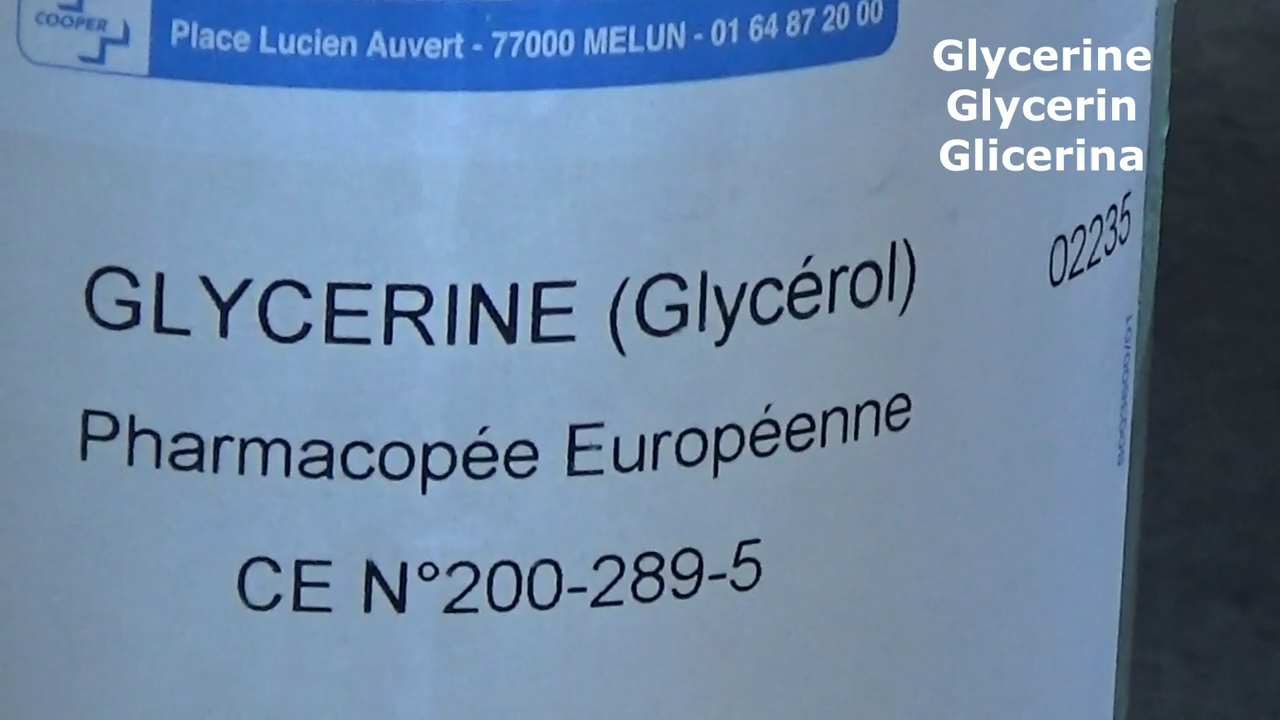 COOPER
Place Lucien Auvert - 77000 MELUN - 01 64 87 20 00
Glycerine
Glycerin
Glicerina
02235
GLYCERINE (Glycérol)
Pharmacopée Européenne
CE N°200-289-5